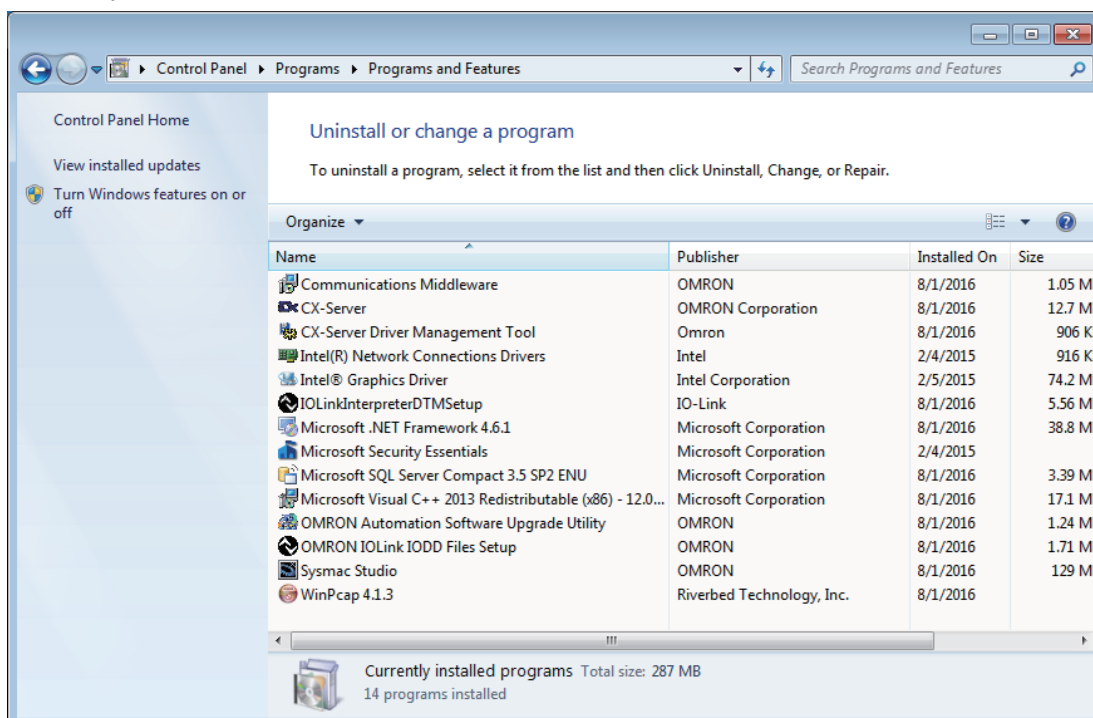 Control Panel Programs Programs and Features Search Programs and Features
Control Panel Home
View installed updates
Turn Windows features on or
off
Uninstall or change a program
To uninstall a program, select it from the list and then click Uninstall, Change, or Repair.
Organize
Name Publisher Installed On Size
Communications Middleware OMRON 8/1/2016 1.05 M
CX-Server OMRON Corporation 8/1/2016 12.7 M
CX-Server Driver Management Tool Omron 8/1/2016 906 K
Intel(R) Network Connections Drivers Intel 2/4/2015 916 K
Intel® Graphics Driver Intel Corporation 2/5/2015 74.2 M
IOLinkInterpreterDTMSetup IO-Link 8/1/2016 5.56 M
Microsoft .NET Framework 4.6.1 Microsoft Corporation 8/1/2016 38.8 M
Microsoft Security Essentials Microsoft Corporation 2/4/2015
Microsoft SQL Server Compact 3.5 SP2 ENU Microsoft Corporation 8/1/2016 3.39 M
Microsoft Visual C++ 2013 Redistributable (x86) - 12.0... Microsoft Corporation 8/1/2016 17.1 M
OMRON Automation Software Upgrade Utility OMRON 8/1/2016 1.24 M
OMRON IOLink IODD Files Setup OMRON 8/1/2016 1.71 M
Sysmac Studio OMRON 8/1/2016 129 M
WinPcap 4.1.3 Riverbed Technology, Inc. 8/1/2016
Currently installed programs Total size: 287 MB
14 programs installed